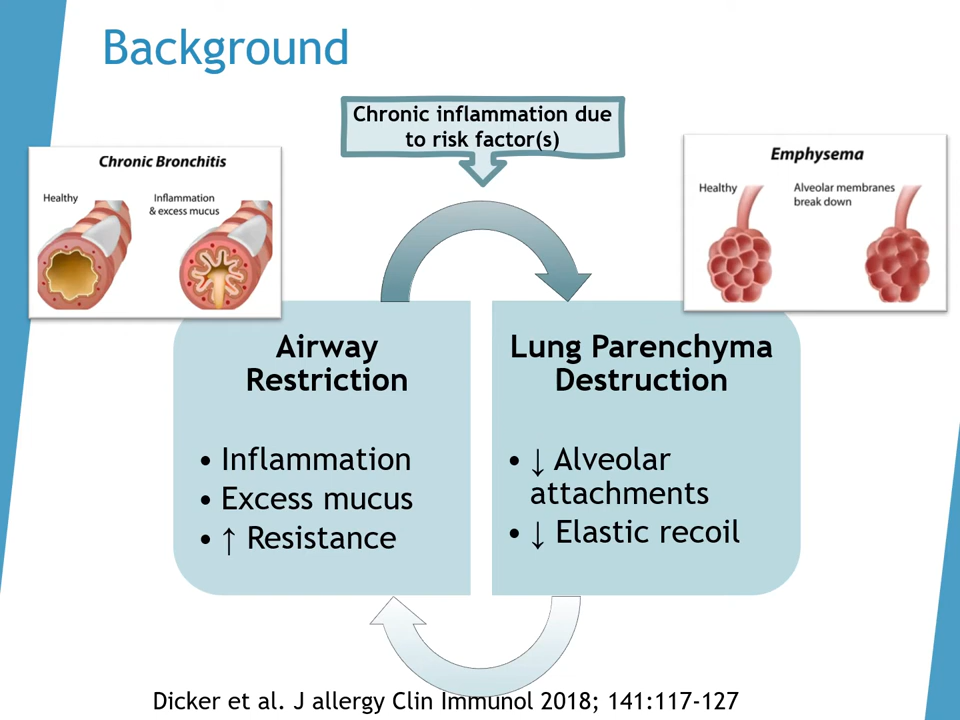 Background
Chronic inflammation due
to risk factor(s)
Chronic Bronchitis
Healthy
Inflammation
& excess mucus
Emphysema
Healthy
Alveolar membranes
break down
Airway
Restriction
• Inflammation
• Excess mucus
• ↑ Resistance
Lung Parenchyma
Destruction
• ↓ Alveolar
attachments
• ↓ Elastic recoil
Dicker et al. J allergy Clin Immunol 2018; 141:117-127